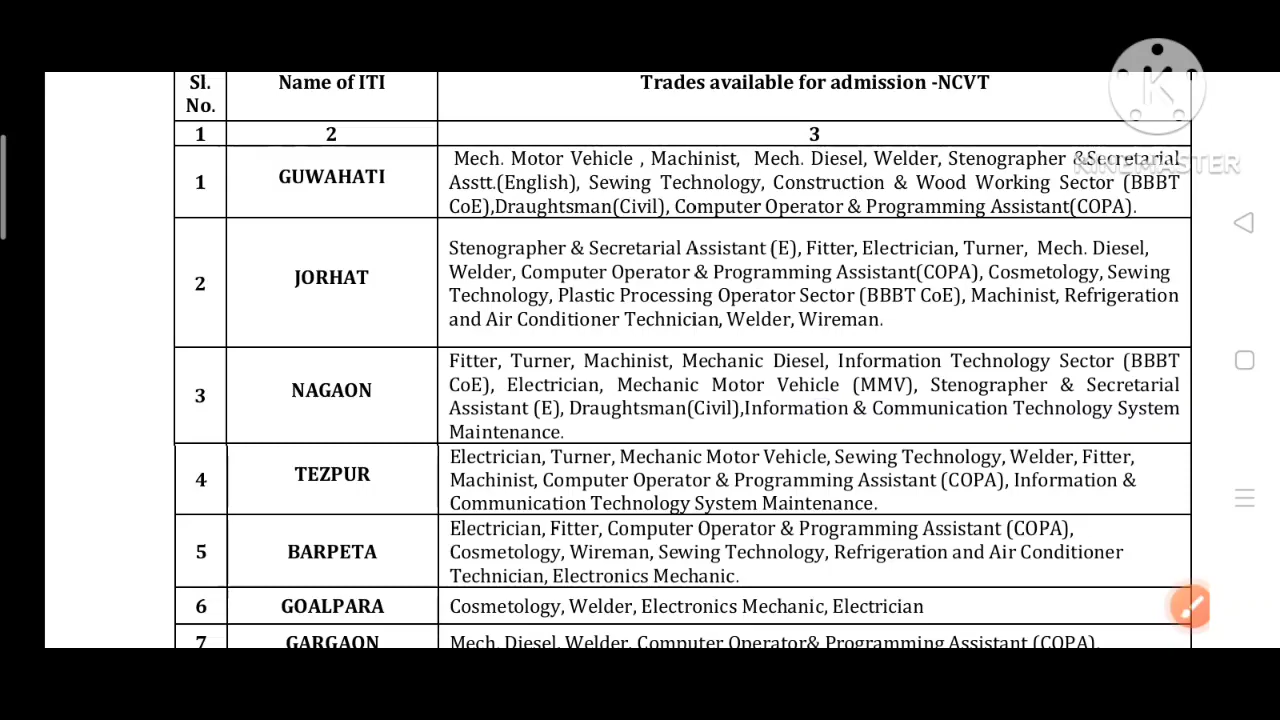 Sl. No.
Name of ITI
Trades available for admission -NCVT
1
2
3
1
GUWAHATI
Mech. Motor Vehicle , Machinist, Mech. Diesel, Welder, Stenographer &Secretarial
Asstt.(English), Sewing Technology, Construction & Wood Working Sector (BBBT
CoE),Draughtsman(Civil), Computer Operator & Programming Assistant(COPA).
2
JORHAT
Stenographer & Secretarial Assistant (E), Fitter, Electrician, Turner, Mech. Diesel,
Welder, Computer Operator & Programming Assistant(COPA), Cosmetology, Sewing
Technology, Plastic Processing Operator Sector (BBBT CoE), Machinist, Refrigeration
and Air Conditioner Technician, Welder, Wireman.
3
NAGAON
Fitter, Turner, Machinist, Mechanic Diesel, Information Technology Sector (BBBT
CoE), Electrician, Mechanic Motor Vehicle (MMV), Stenographer & Secretarial
Assistant (E), Draughtsman(Civil),Information & Communication Technology System
Maintenance.
4
TEZPUR
Electrician, Turner, Mechanic Motor Vehicle, Sewing Technology, Welder, Fitter,
Machinist, Computer Operator & Programming Assistant (COPA), Information &
Communication Technology System Maintenance.
5
BARPETA
Electrician, Fitter, Computer Operator & Programming Assistant (COPA),
Cosmetology, Wireman, Sewing Technology, Refrigeration and Air Conditioner
Technician, Electronics Mechanic.
6
GOALPARA
Cosmetology, Welder, Electronics Mechanic, Electrician
7
GARGAON
Mech. Diesel, Welder, Computer Operator& Programming Assistant (COPA),
K
KINEMASTER